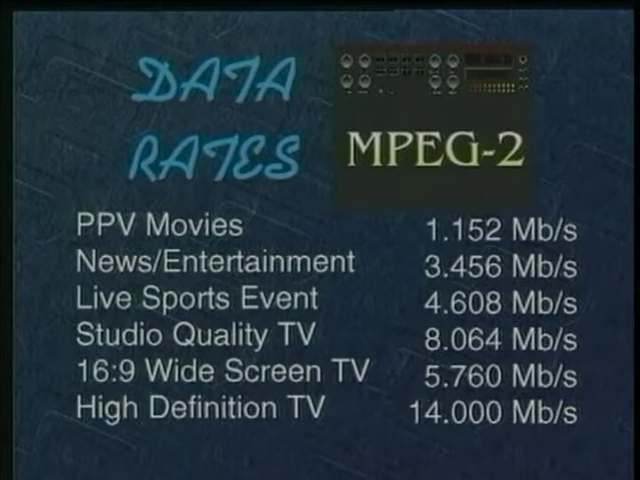 DATA
RATES
MPEG-2
PPV Movies 1.152 Mb/s
News/Entertainment 3.456 Mb/s
Live Sports Event 4.608 Mb/s
Studio Quality TV 8.064 Mb/s
16:9 Wide Screen TV 5.760 Mb/s
High Definition TV 14.000 Mb/s